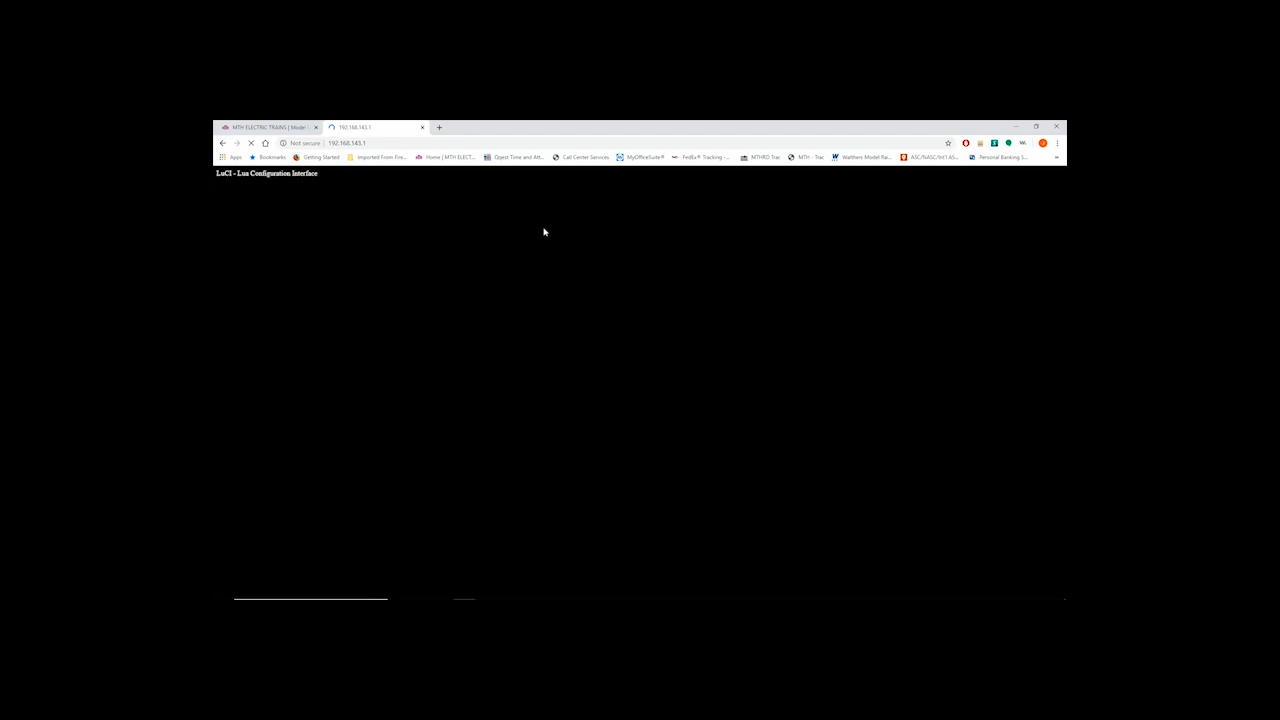 MTH ELECTRIC TRAINS | Model
192.168.143.1
Not secure | 192.168.143.1
Apps Bookmarks Getting Started Imported From Fire... Home | MTH ELECT... Qqest Time and Att... Call Center Services MyOfficeSuite® FedEx® Tracking -... MTHRD Trac MTH - Trac Walthers Model Rai... ASC/NASC/Int'l AS... Personal Banking S... »
LuCI - Lua Configuration Interface